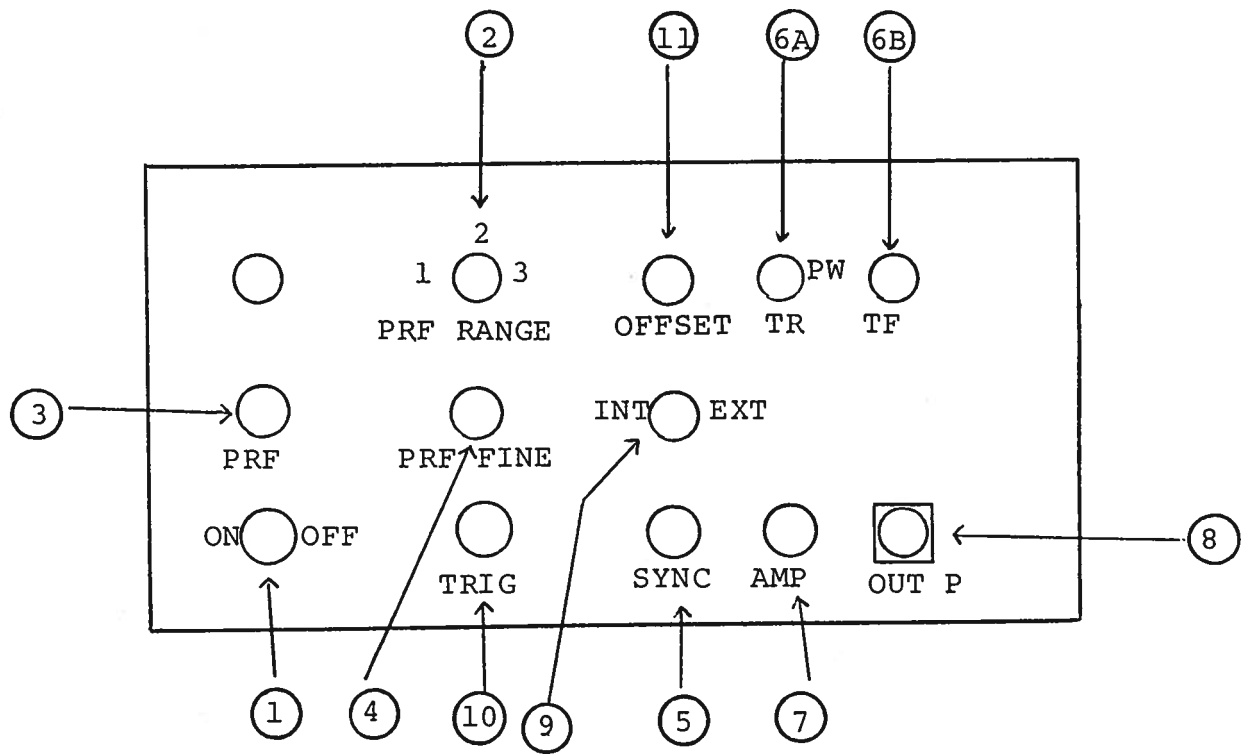 2 11 6A 6B
2
1 3 PW
PRF RANGE OFFSET TR TF
3 INT EXT
PRF PRF FINE
ON OFF
TRIG SYNC AMP OUT P
8
1 4 10 9 5 7